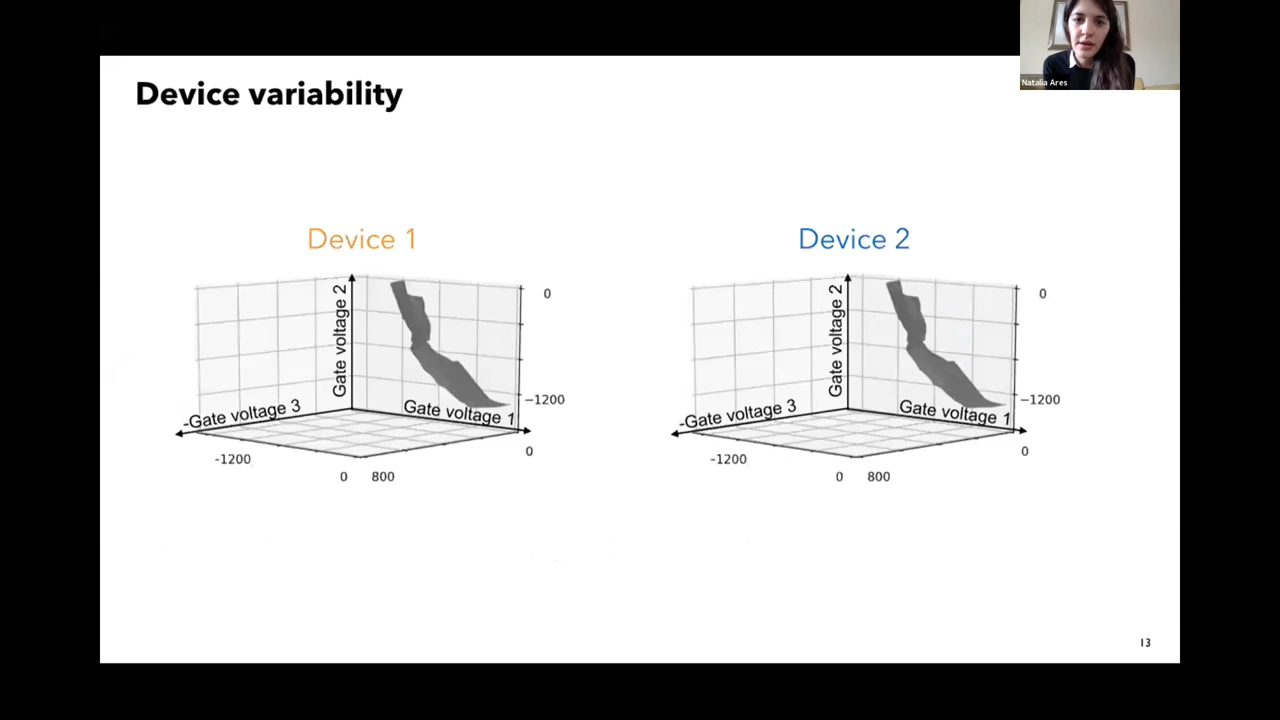 Natalia Ares
Device variability
Device 1
Gate voltage 2
0
-Gate voltage 3
Gate voltage 1
−1200
-1200
0
0
800
Device 2
Gate voltage 2
0
-Gate voltage 3
Gate voltage 1
−1200
-1200
0
0
800
13